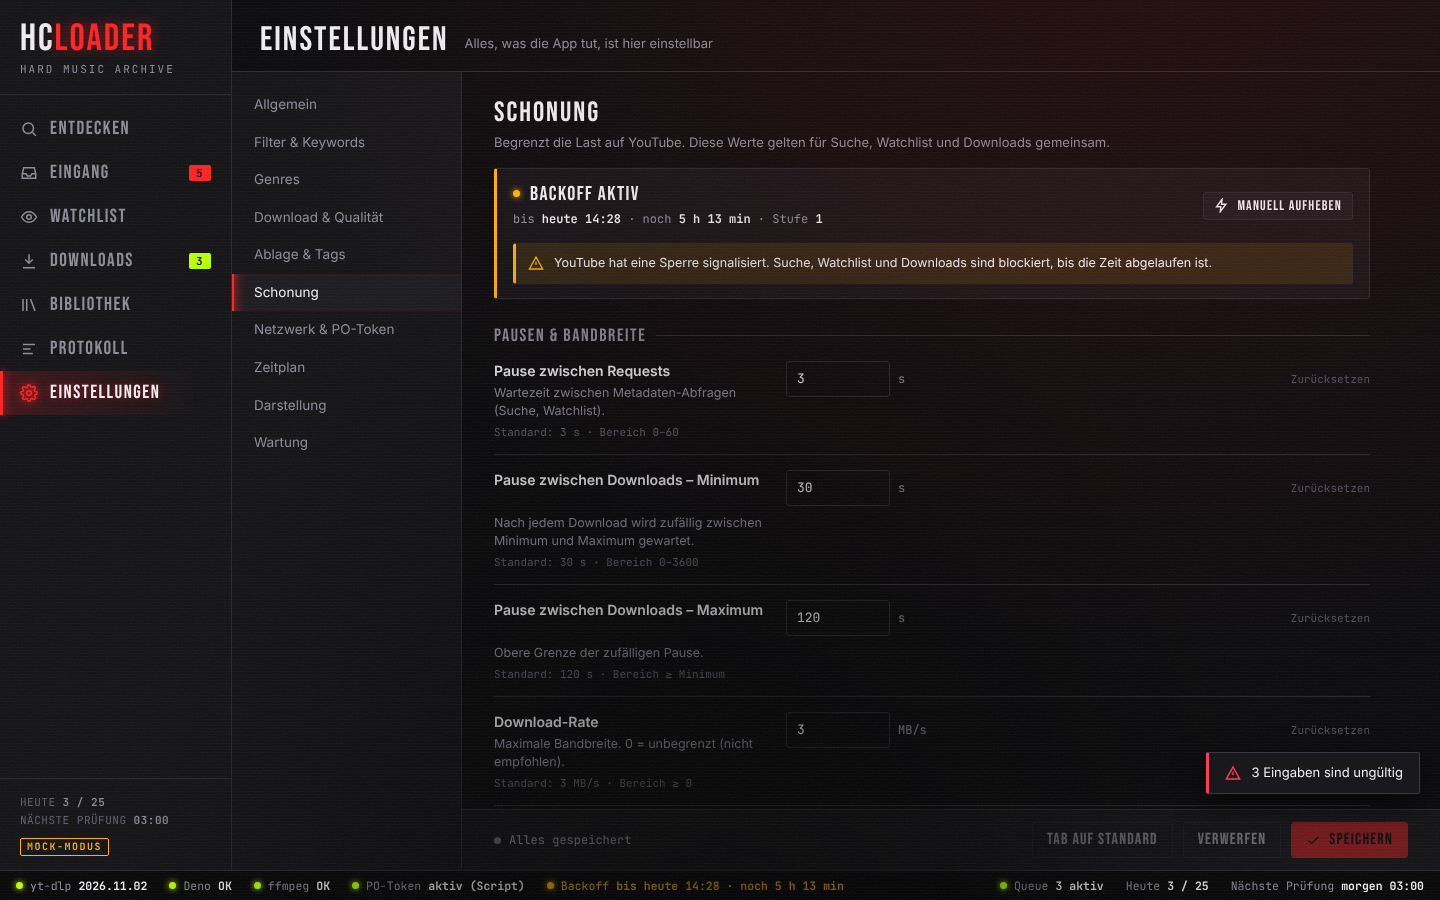 HCLOADER
HARD MUSIC ARCHIVE
ENTDECKEN
EINGANG 5
WATCHLIST
DOWNLOADS 3
BIBLIOTHEK
PROTOKOLL
EINSTELLUNGEN
HEUTE 3 / 25
NÄCHSTE PRÜFUNG 03:00
MOCK-MODUS
EINSTELLUNGEN Alles, was die App tut, ist hier einstellbar
Allgemein
Filter & Keywords
Genres
Download & Qualität
Ablage & Tags
Schonung
Netzwerk & PO-Token
Zeitplan
Darstellung
Wartung
SCHONUNG
Begrenzt die Last auf YouTube. Diese Werte gelten für Suche, Watchlist und Downloads gemeinsam.
BACKOFF AKTIV
bis heute 14:28 · noch 5 h 13 min · Stufe 1
MANUELL AUFHEBEN
YouTube hat eine Sperre signalisiert. Suche, Watchlist und Downloads sind blockiert, bis die Zeit abgelaufen ist.
PAUSEN & BANDBREITE
Pause zwischen Requests 3 s Zurücksetzen
Wartezeit zwischen Metadaten-Abfragen
(Suche, Watchlist).
Standard: 3 s · Bereich 0–60
Pause zwischen Downloads – Minimum 30 s Zurücksetzen
Nach jedem Download wird zufällig zwischen
Minimum und Maximum gewartet.
Standard: 30 s · Bereich 0–3600
Pause zwischen Downloads – Maximum 120 s Zurücksetzen
Obere Grenze der zufälligen Pause.
Standard: 120 s · Bereich ≥ Minimum
Download-Rate 3 MB/s Zurücksetzen
Maximale Bandbreite. 0 = unbegrenzt (nicht
empfohlen).
Standard: 3 MB/s · Bereich ≥ 0
3 Eingaben sind ungültig
Alles gespeichert TAB AUF STANDARD VERWERFEN SPEICHERN
yt-dlp 2026.11.02 Deno OK ffmpeg OK PO-Token aktiv (Script) Backoff bis heute 14:28 · noch 5 h 13 min Queue 3 aktiv Heute 3 / 25 Nächste Prüfung morgen 03:00